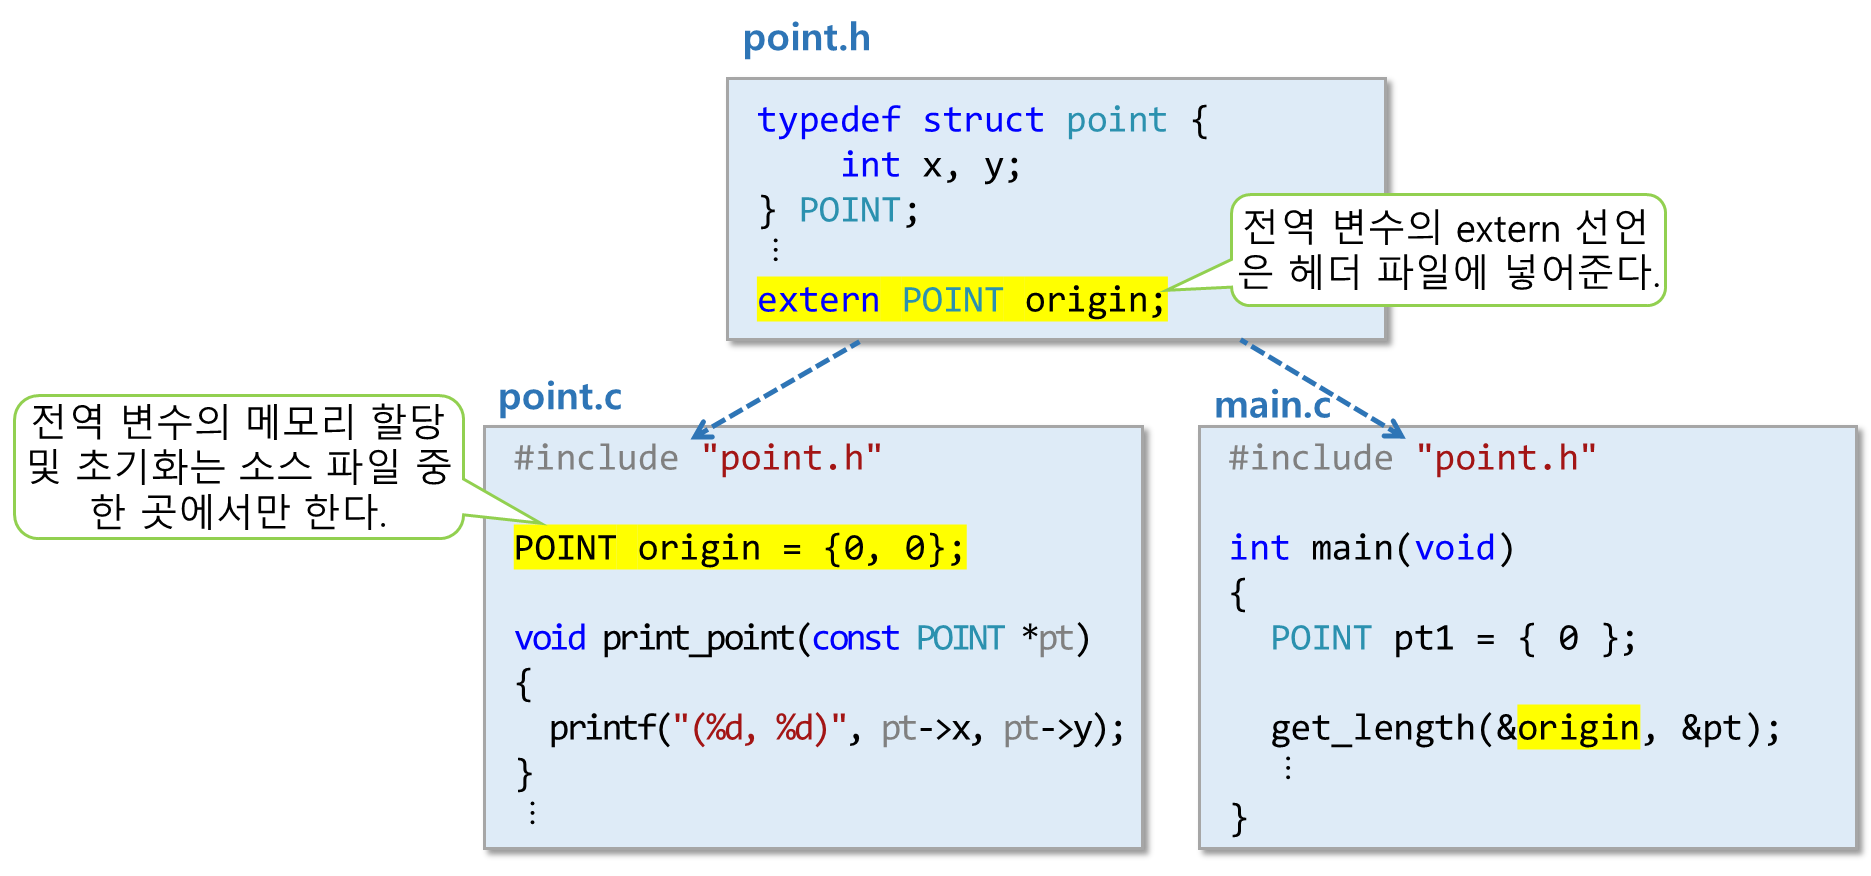 point.h
typedef struct point {
int x, y;
} POINT;
⋮
extern POINT origin;
전역 변수의 extern 선언
은 헤더 파일에 넣어준다.
point.c
전역 변수의 메모리 할당
및 초기화는 소스 파일 중
한 곳에서만 한다.
#include "point.h"
POINT origin = {0, 0};
void print_point(const POINT *pt)
{
printf("(%d, %d)", pt->x, pt->y);
}
⋮
main.c
#include "point.h"
int main(void)
{
POINT pt1 = { 0 };
get_length(&origin, &pt);
⋮
}